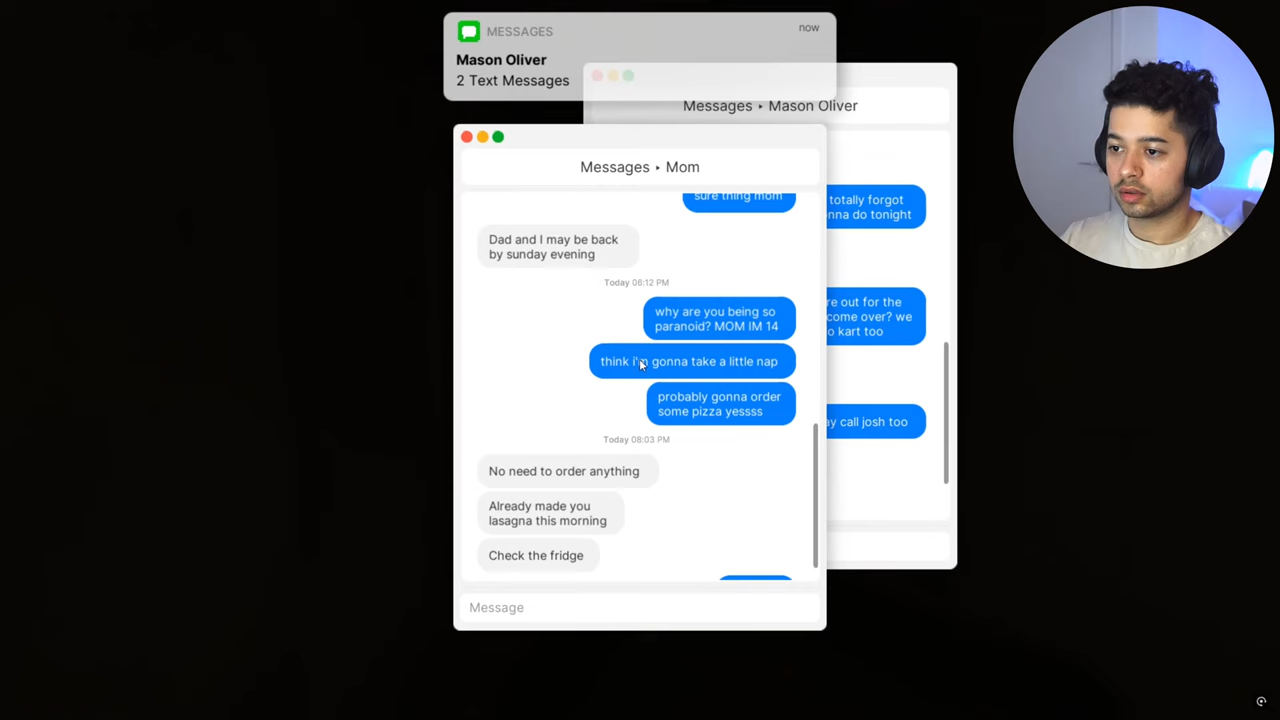 MESSAGES
now
Mason Oliver
2 Text Messages
Messages ▸ Mason Oliver
Messages ▸ Mom
sure thing mom
Dad and I may be back
by sunday evening
Today 06:12 PM
why are you being so
paranoid? MOM IM 14
think i'm gonna take a little nap
probably gonna order
some pizza yessss
Today 08:03 PM
No need to order anything
Already made you
lasagna this morning
Check the fridge
Message
totally forgot
nna do tonight
re out for the
come over? we
o kart too
ay call josh too